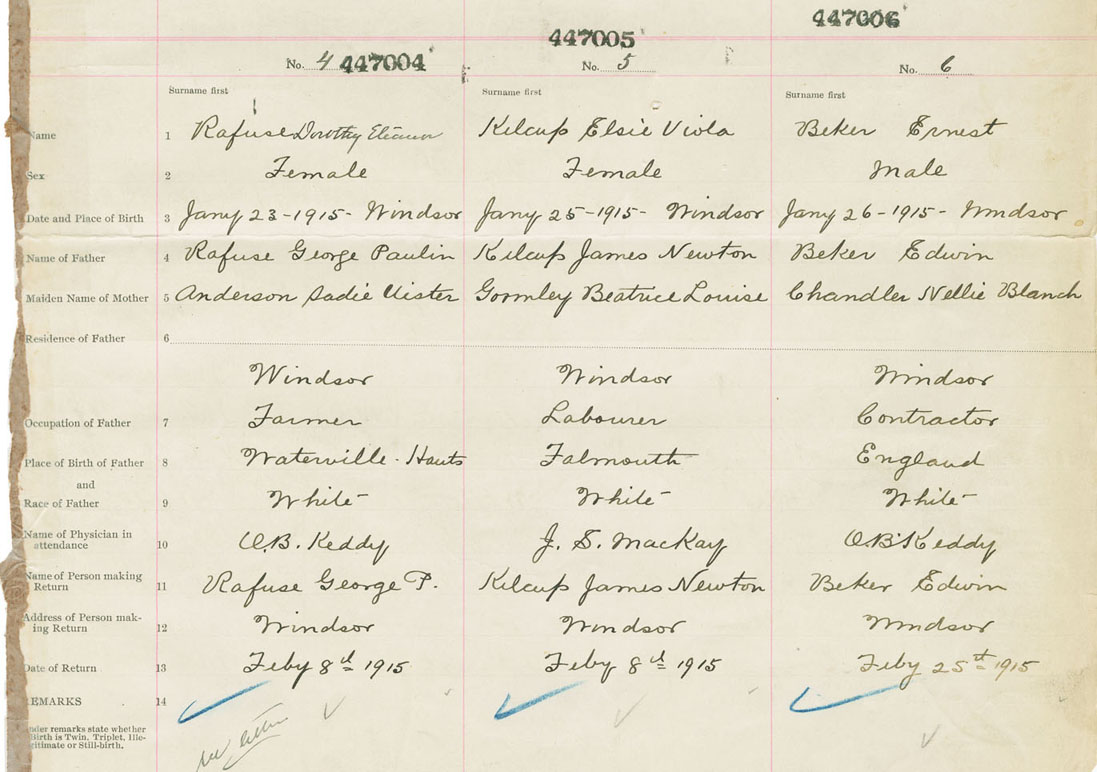 447004 447005 447006
No. 4 No. 5 No. 6
Surname first Surname first Surname first
Name 1 Rafuse Dorothy Eleanor Kilcup Elsie Viola Beker Ernest
Sex 2 Female Female Male
Date and Place of Birth 3 Jany 23-1915- Windsor Jany 25-1915- Windsor Jany 26-1915- Windsor
Name of Father 4 Rafuse George Paulin Kilcup James Newton Beker Edwin
Maiden Name of Mother 5 Anderson Sadie Gormley Beatrice Louise Chandler Nellie Blanch
Residence of Father 6
Windsor Windsor Windsor
Occupation of Father 7 Farmer Labourer Contractor
Place of Birth of Father 8 Waterville - Hants Falmouth England
and
Race of Father 9 White White White
Name of Physician in
attendance 10 O.B. Keddy J. S. MacKay O.B. Keddy
Name of Person making
Return 11 Rafuse George P. Kilcup James Newton Beker Edwin
Address of Person mak-
ing Return 12 Windsor Windsor Windsor
Date of Return 13 Feby 8th 1915 Feby 8th 1915 Feby 25th 1915
EMARKS 14
nder remarks state whether
Birth is Twin, Triplet, Ille-
gitimate or Still-birth.